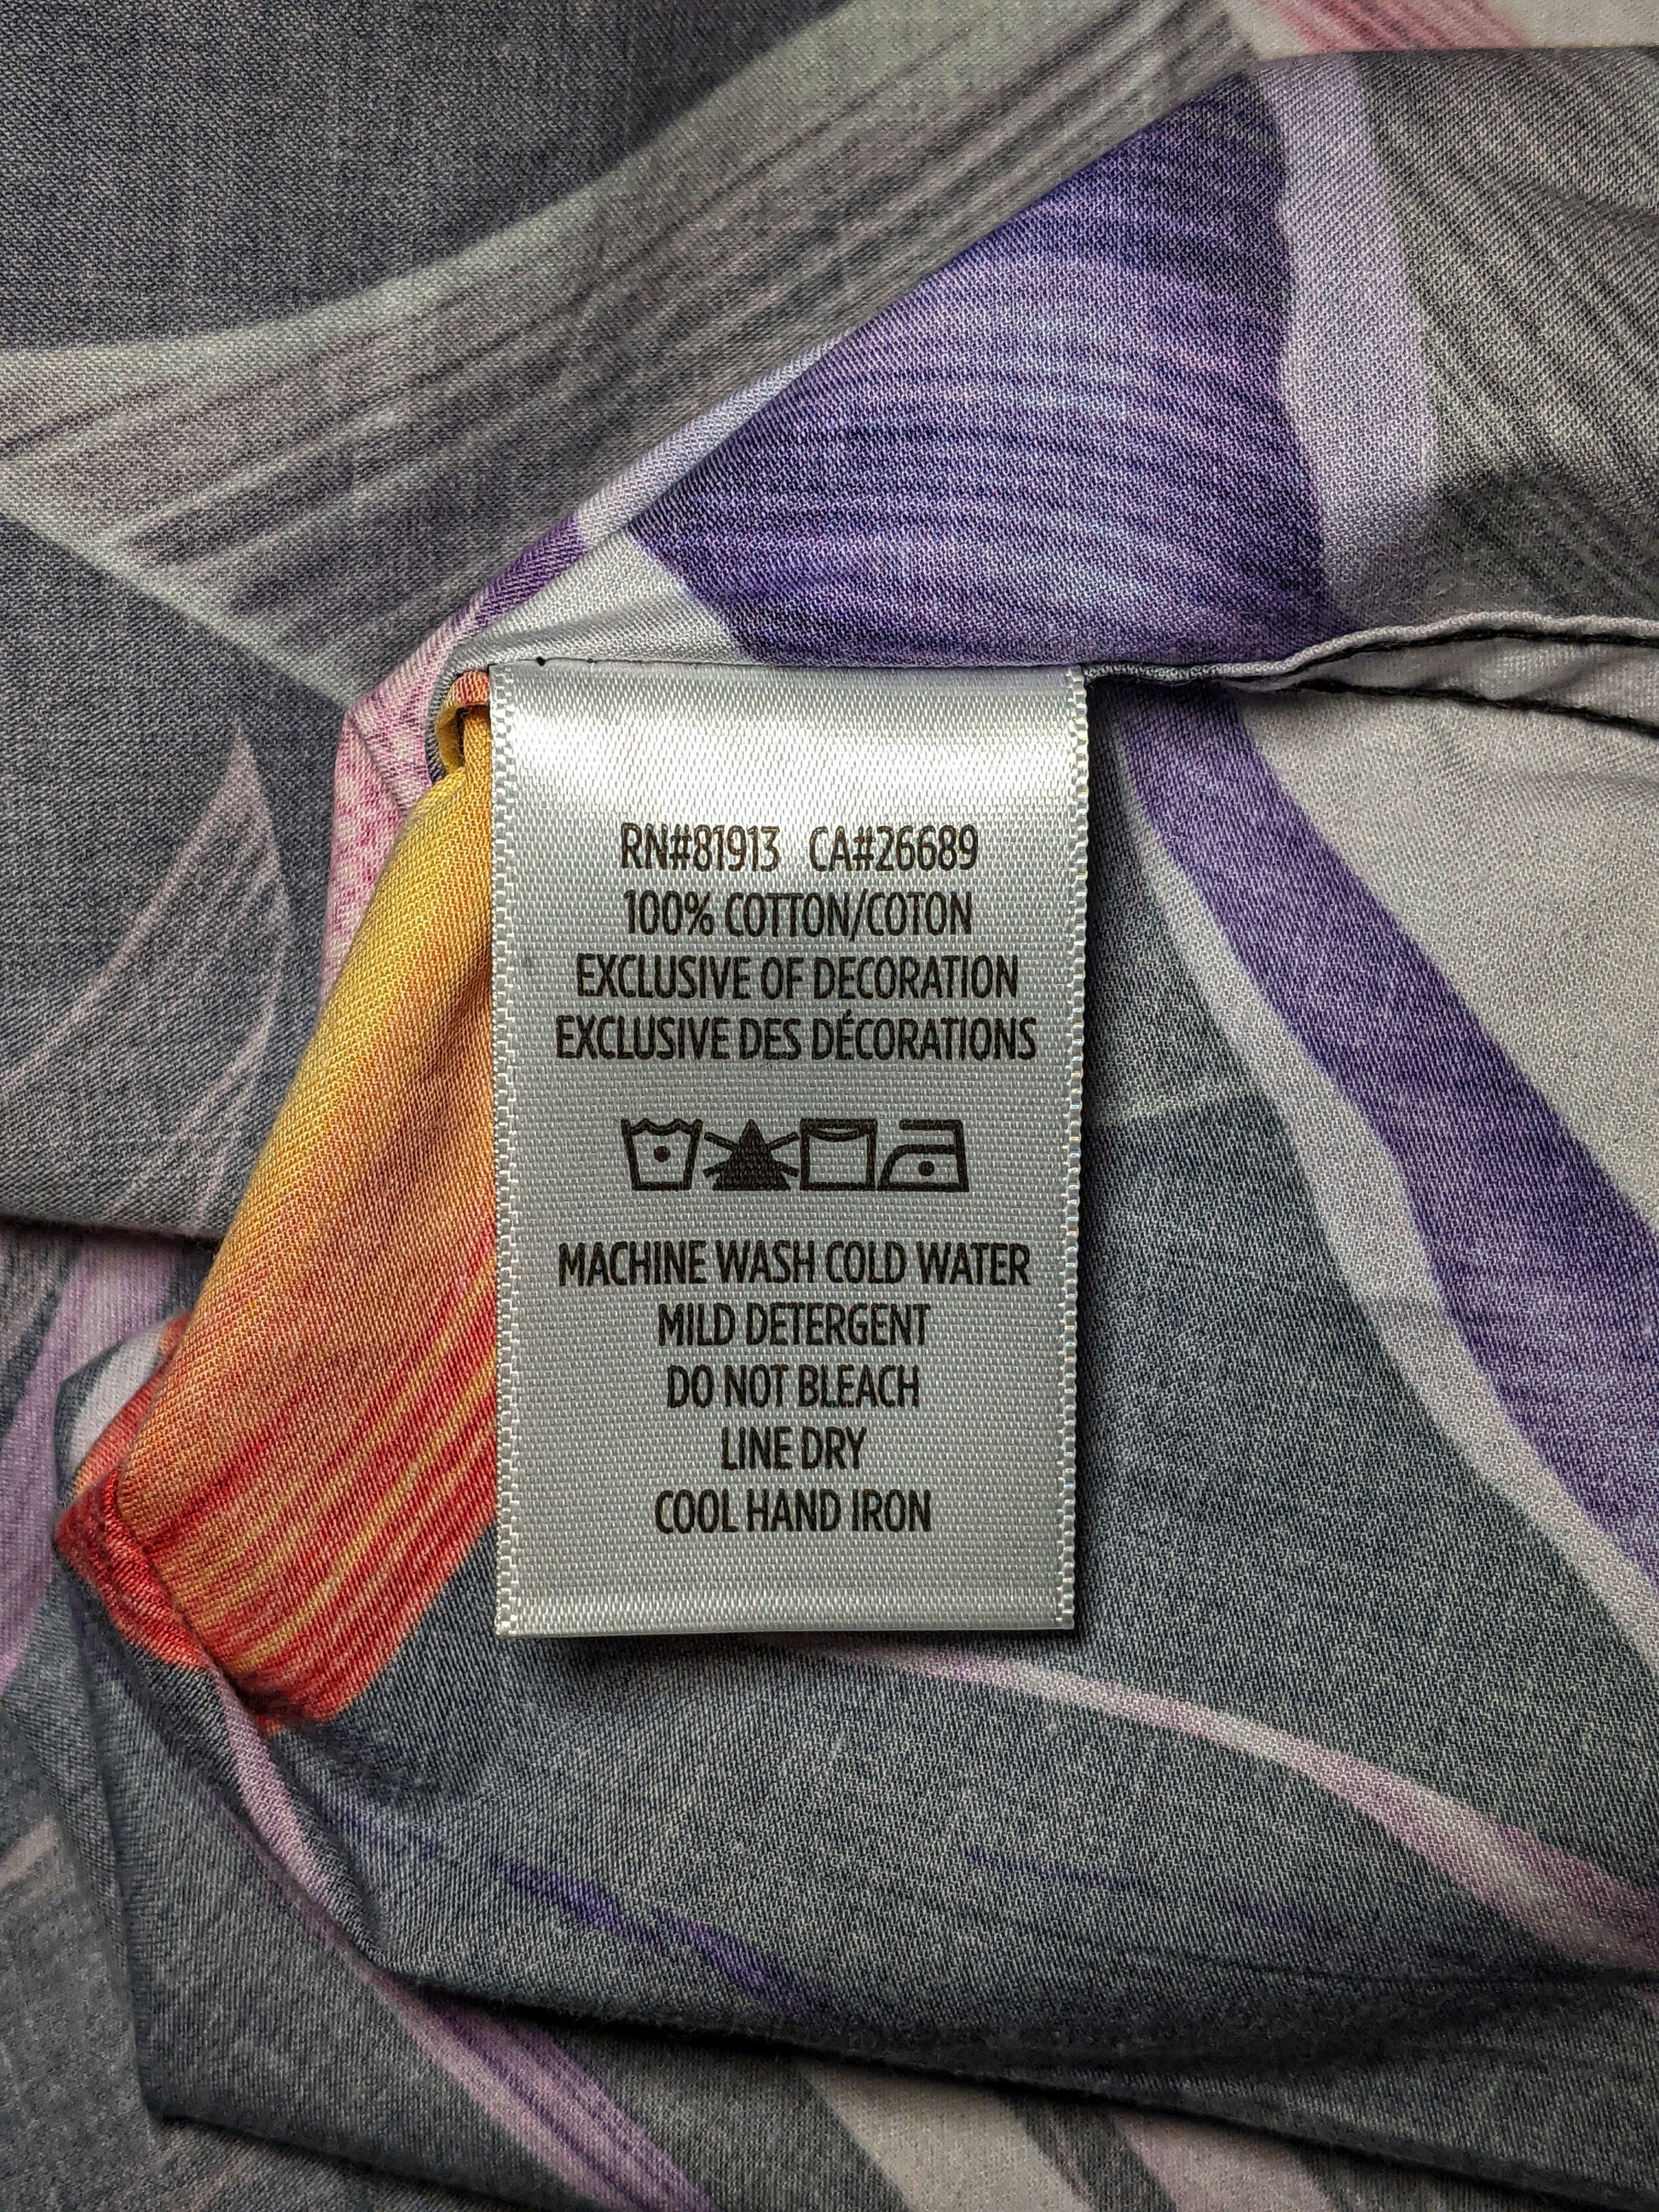 RN#81913 CA#26689
100% COTTON/COTON
EXCLUSIVE OF DECORATION
EXCLUSIVE DES DÉCORATIONS
MACHINE WASH COLD WATER
MILD DETERGENT
DO NOT BLEACH
LINE DRY
COOL HAND IRON